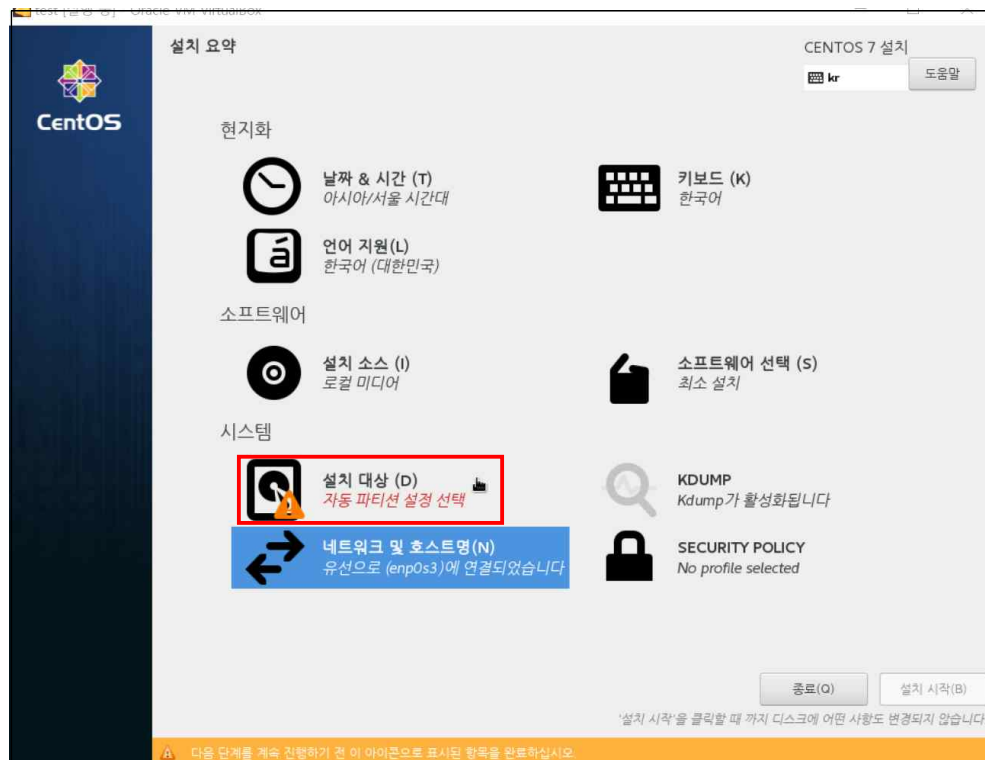 설치 요약
CENTOS 7 설치
kr
도움말
CentOS
현지화
날짜 & 시간 (T)
아시아/서울 시간대
키보드 (K)
한국어
á
언어 지원(L)
한국어 (대한민국)
소프트웨어
설치 소스 (I)
로컬 미디어
소프트웨어 선택 (S)
최소 설치
시스템
설치 대상 (D)
자동 파티션 설정 선택
KDUMP
Kdump가 활성화됩니다
네트워크 및 호스트명(N)
유선으로 (enp0s3)에 연결되었습니다
SECURITY POLICY
No profile selected
종료(Q)
설치 시작(B)
'설치 시작'을 클릭할 때 까지 디스크에 어떤 사항도 변경되지 않습니다
다음 단계를 계속 진행하기 전 이 아이콘으로 표시된 항목을 완료하십시오.